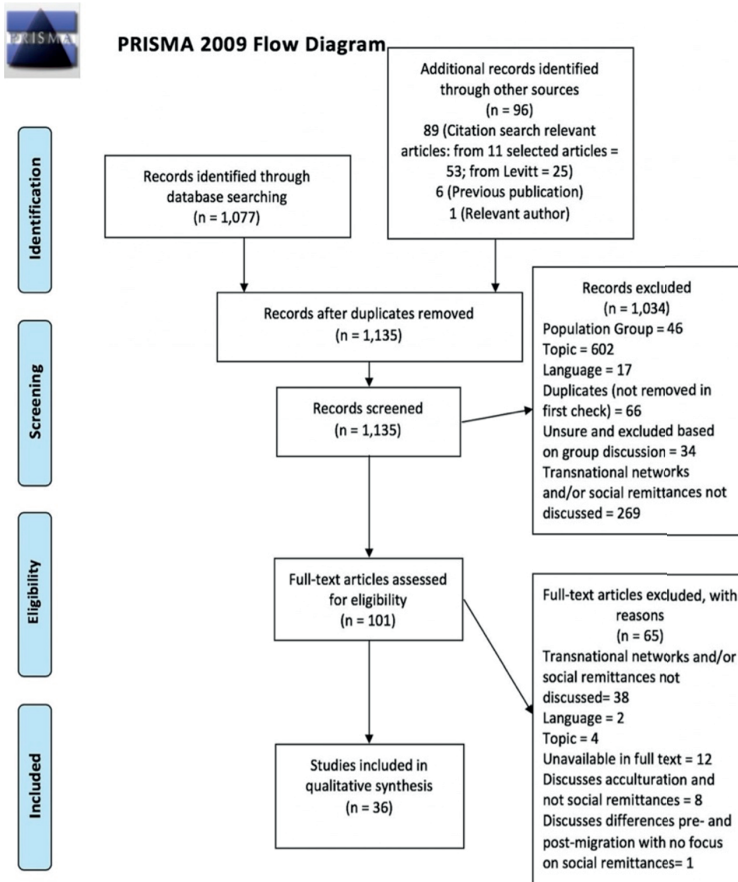 PRISMA
PRISMA 2009 Flow Diagram
Identification
Screening
Eligibility
Included
Records identified through
database searching
(n = 1,077)
Additional records identified
through other sources
(n = 96)
89 (Citation search relevant
articles: from 11 selected articles =
53; from Levitt = 25)
6 (Previous publication)
1 (Relevant author)
Records after duplicates removed
(n = 1,135)
Records screened
(n = 1,135)
Records excluded
(n = 1,034)
Population Group = 46
Topic = 602
Language = 17
Duplicates (not removed in
first check) = 66
Unsure and excluded based
on group discussion = 34
Transnational networks
and/or social remittances not
discussed = 269
Full-text articles assessed
for eligibility
(n = 101)
Full-text articles excluded, with
reasons
(n = 65)
Transnational networks and/or
social remittances not
discussed= 38
Language = 2
Topic = 4
Unavailable in full text = 12
Discusses acculturation and
not social remittances = 8
Discusses differences pre- and
post-migration with no focus
on social remittances= 1
Studies included in
qualitative synthesis
(n = 36)